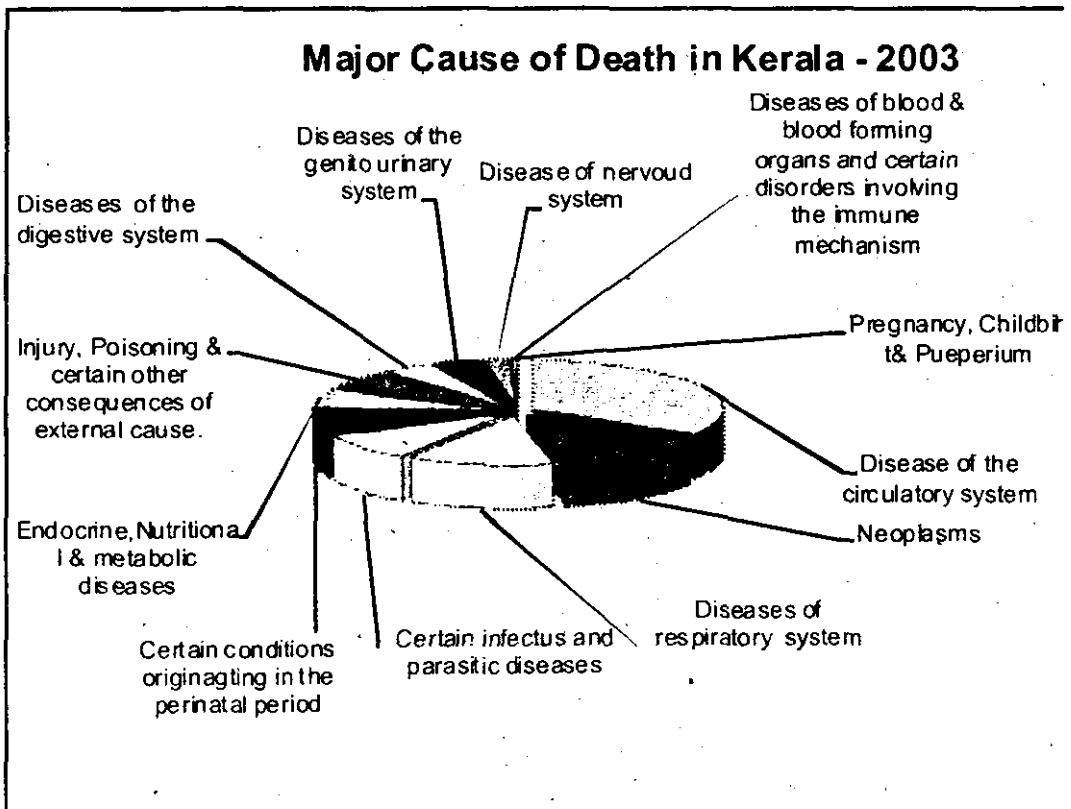 Major Cause of Death in Kerala - 2003
Diseases of blood &
blood forming
organs and certain
disorders involving
the immune
mechanism
Diseases of the
genito urinary
system
Disease of nervoud
system
Diseases of the
digestive system
Pregnancy, Childbir
t& Pueperium
Injury, Poisoning &
certain other
consequences of
external cause.
Disease of the
circulatory system
Neoplasms
Endocrine, Nutritiona
l & metabolic
diseases
Diseases of
respiratory system
Certain infectus and
parasitic diseases
Certain conditions
originagting in the
perinatal period